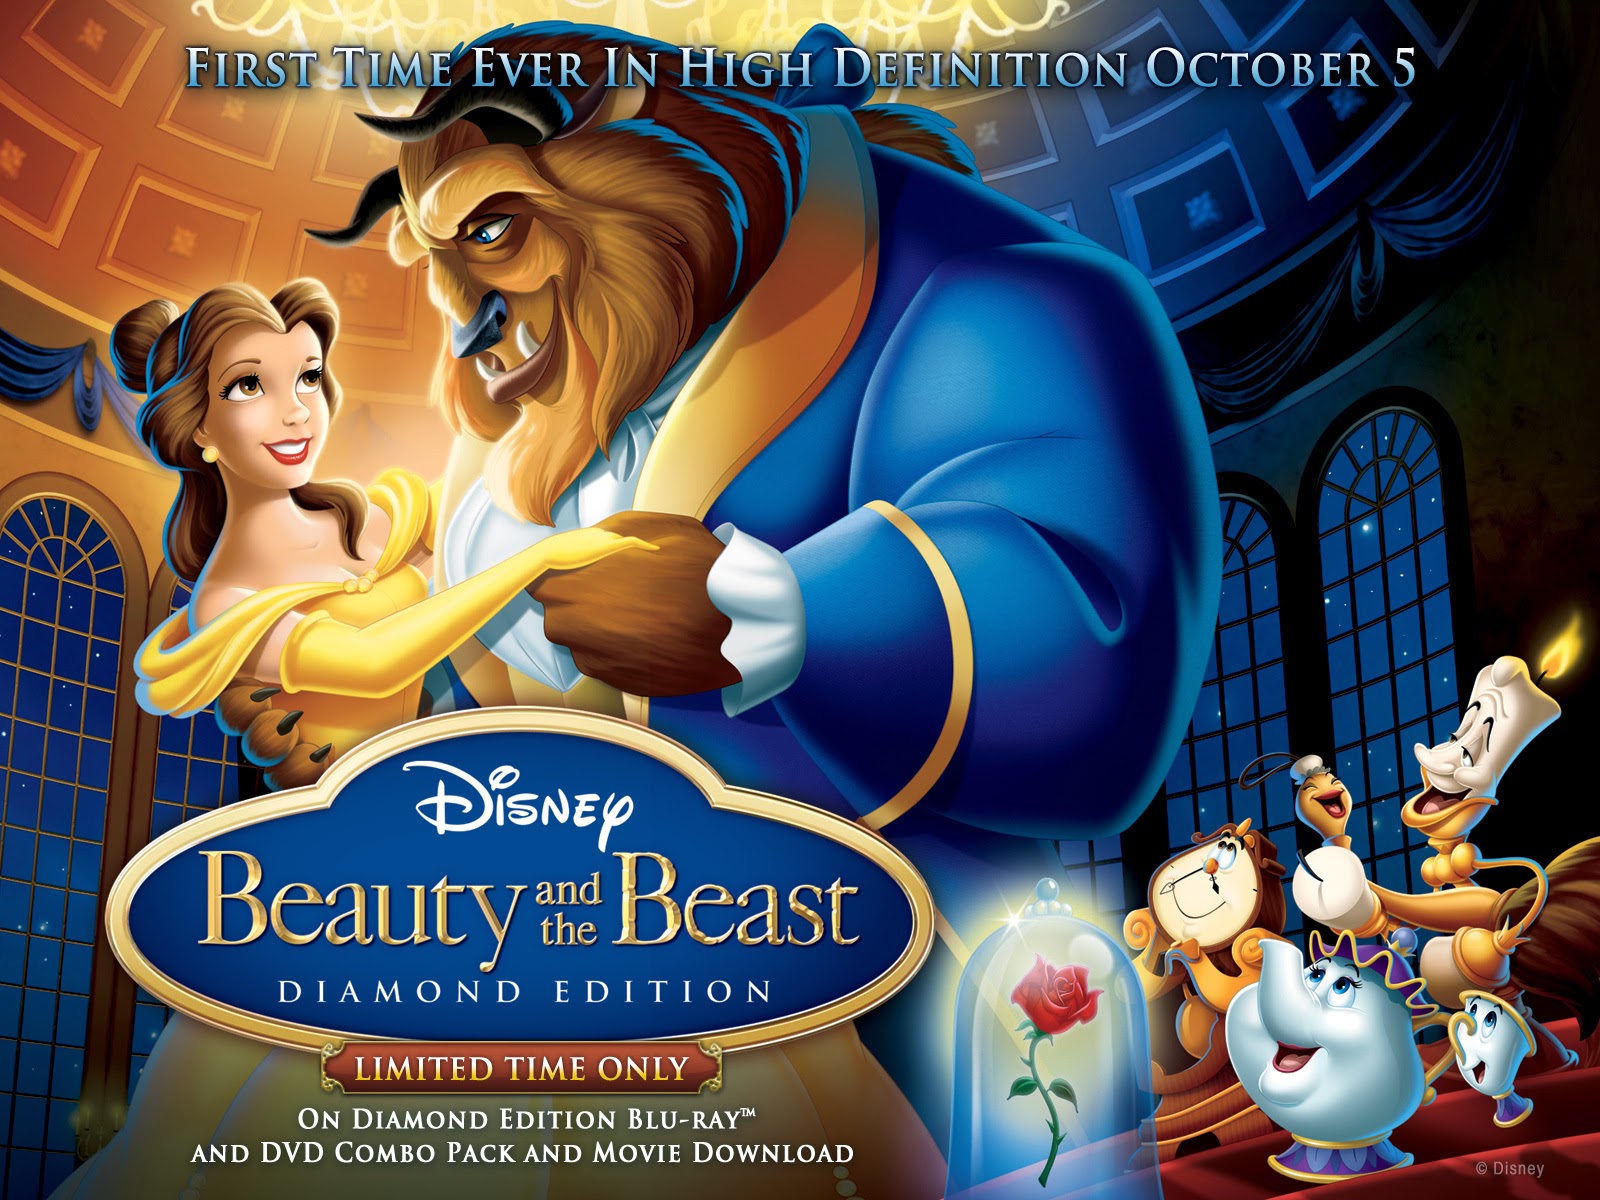 First Time Ever In High Definition October 5
Disney
Beauty and the Beast
DIAMOND EDITION
LIMITED TIME ONLY
On Diamond Edition Blu-ray™
and DVD Combo Pack and Movie Download
© Disney